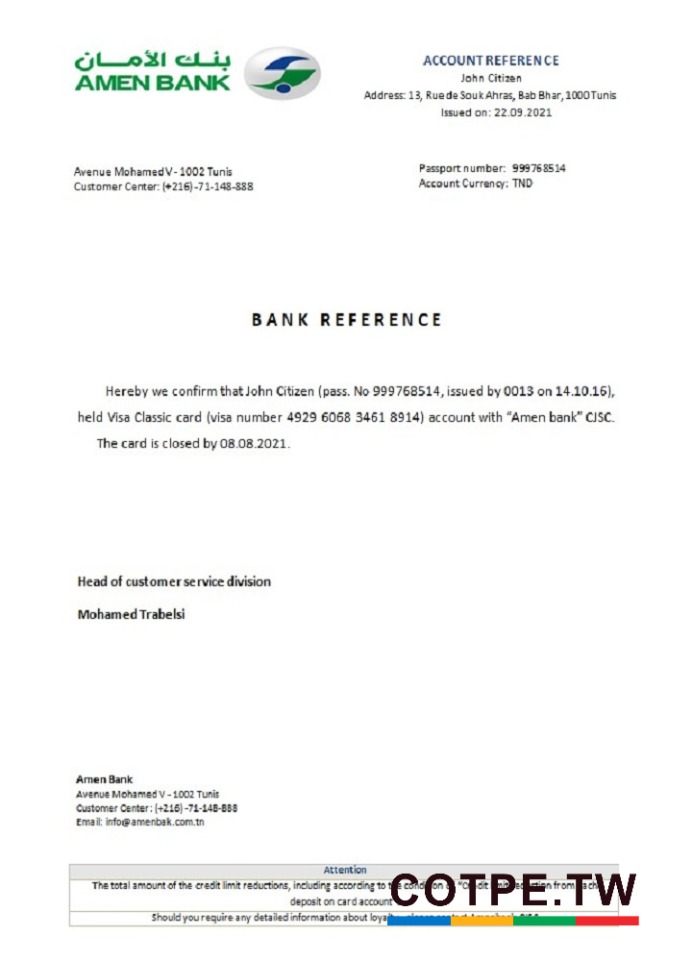 بنك الأمان
AMEN BANK
ACCOUNT REFERENCE
John Citizen
Address: 13, Rue de Souk Ahras, Bab Bhar, 1000 Tunis
Issued on: 22.09.2021
Avenue Mohamed V - 1002 Tunis
Customer Center: (+216)-71-148-888
Passport number: 999768514
Account Currency: TND
BANK REFERENCE
Hereby we confirm that John Citizen (pass. No 999768514, issued by 0013 on 14.10.16),
held Visa Classic card (visa number 4929 6068 3461 8914) account with “Amen bank” CJSC.
The card is closed by 08.08.2021.
Head of customer service division
Mohamed Trabelsi
Amen Bank
Avenue Mohamed V - 1002 Tunis
Customer Center: (+216) -71-148-888
Email: info@amenbak.com.tn
Attention
The total amount of the credit limit reductions, including according to the condition of "Credit limit reduction from each
deposit on card account
Should you require any detailed information about
COTPE.TW